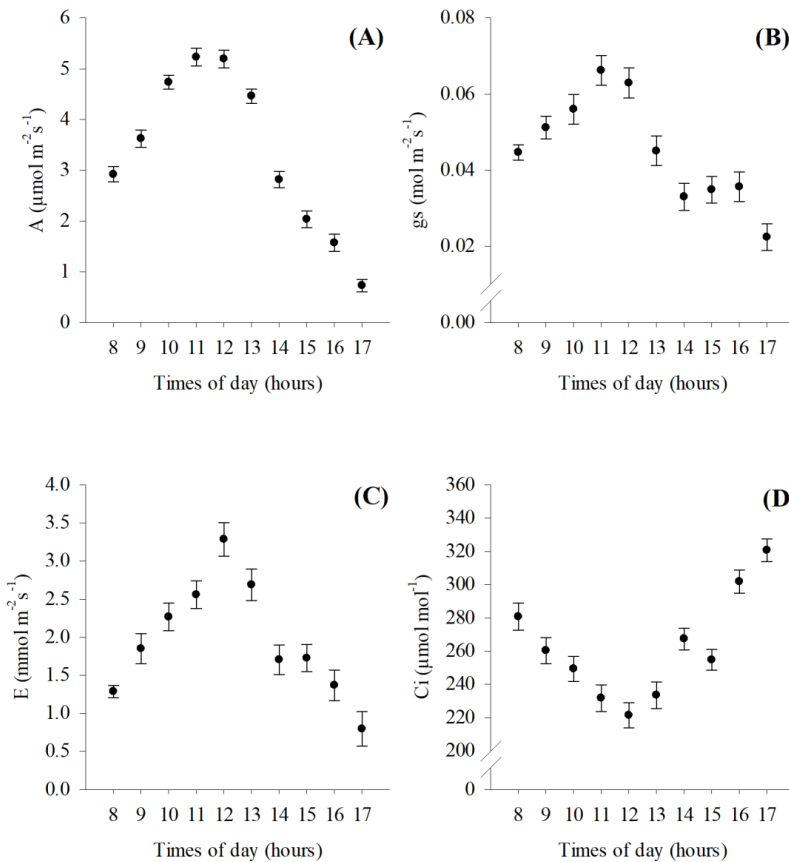 (A)
A (µmol m⁻² s⁻¹)
6
5
4
3
2
1
0
8 9 10 11 12 13 14 15 16 17
Times of day (hours)
(B)
gs (mol m⁻² s⁻¹)
0.08
0.06
0.04
0.02
0.00
8 9 10 11 12 13 14 15 16 17
Times of day (hours)
(C)
E (mmol m⁻² s⁻¹)
4.0
3.5
3.0
2.5
2.0
1.5
1.0
0.5
0.0
8 9 10 11 12 13 14 15 16 17
Times of day (hours)
(D
Ci (µmol mol⁻¹)
360
340
320
300
280
260
240
220
200
0
8 9 10 11 12 13 14 15 16 17
Times of day (hours)